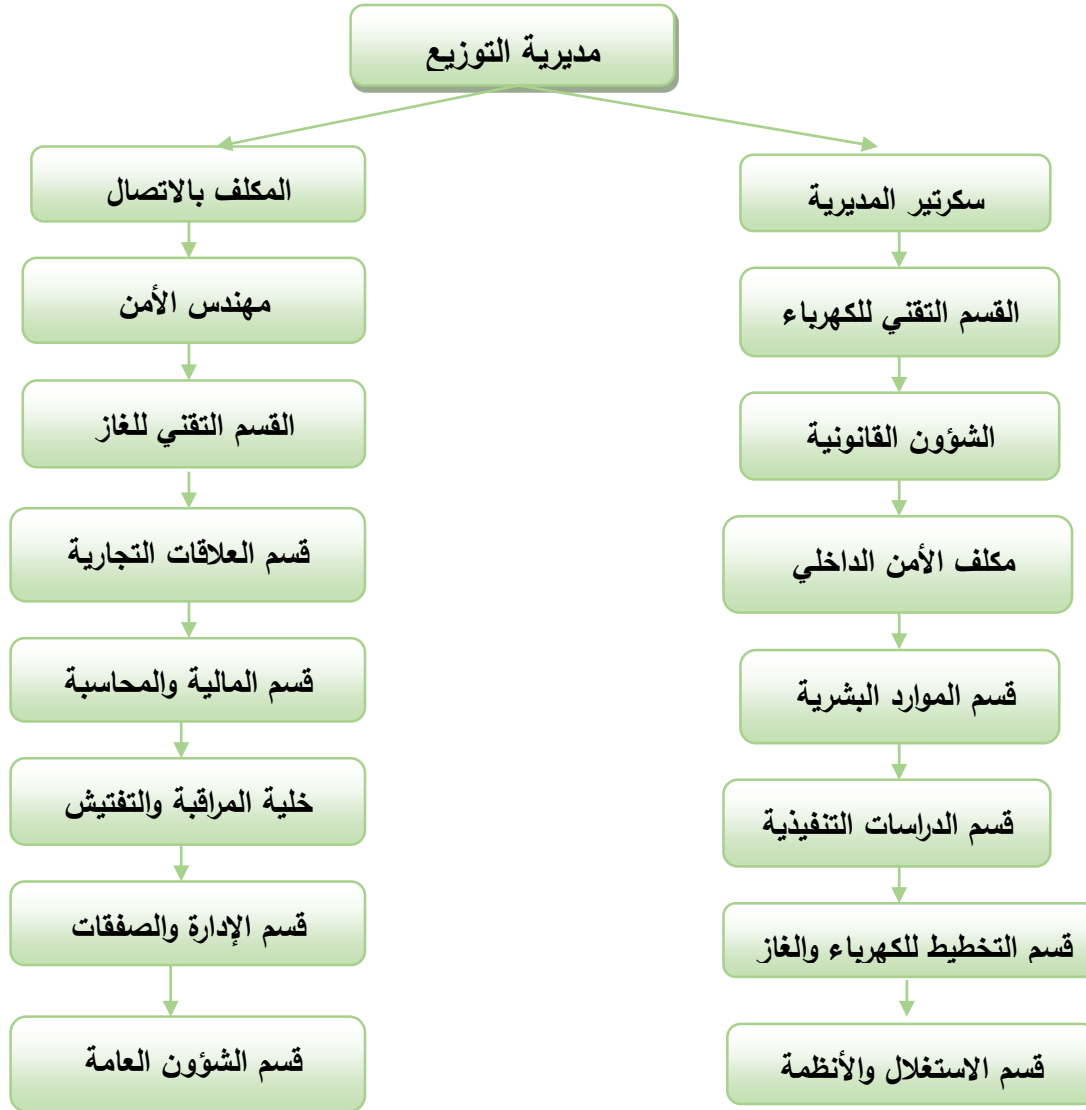 مديرية التوزيع
سكرتير المديرية
القسم التقني للكهرباء
الشؤون القانونية
مكلف الأمن الداخلي
قسم الموارد البشرية
قسم الدراسات التنفيذية
قسم التخطيط للكهرباء والغاز
قسم الاستغلال والأنظمة
المكلف بالاتصال
مهندس الأمن
القسم التقني للغاز
قسم العلاقات التجارية
قسم المالية والمحاسبة
خلية المراقبة والتفتيش
قسم الإدارة والصفقات
قسم الشؤون العامة